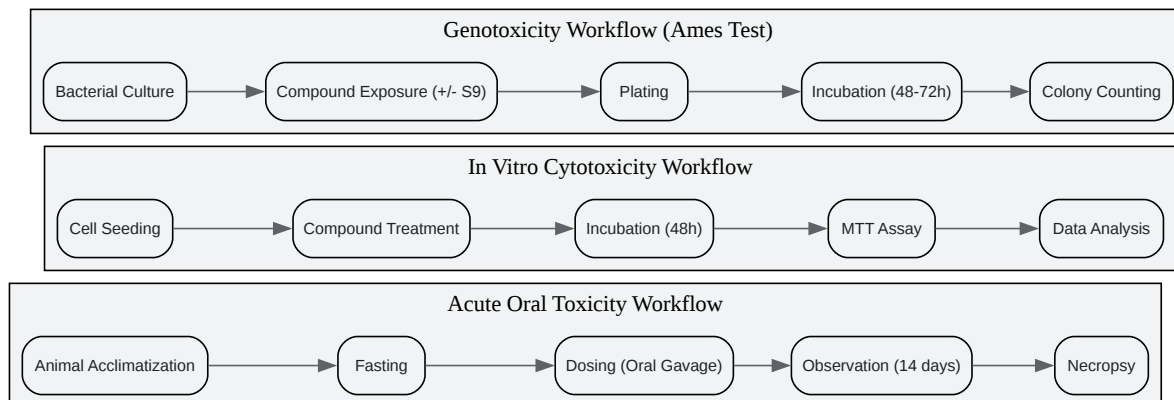 Genotoxicity Workflow (Ames Test)
Bacterial Culture
Compound Exposure (+/- S9)
Plating
Incubation (48-72h)
Colony Counting
In Vitro Cytotoxicity Workflow
Cell Seeding
Compound Treatment
Incubation (48h)
MTT Assay
Data Analysis
Acute Oral Toxicity Workflow
Animal Acclimatization
Fasting
Dosing (Oral Gavage)
Observation (14 days)
Necropsy